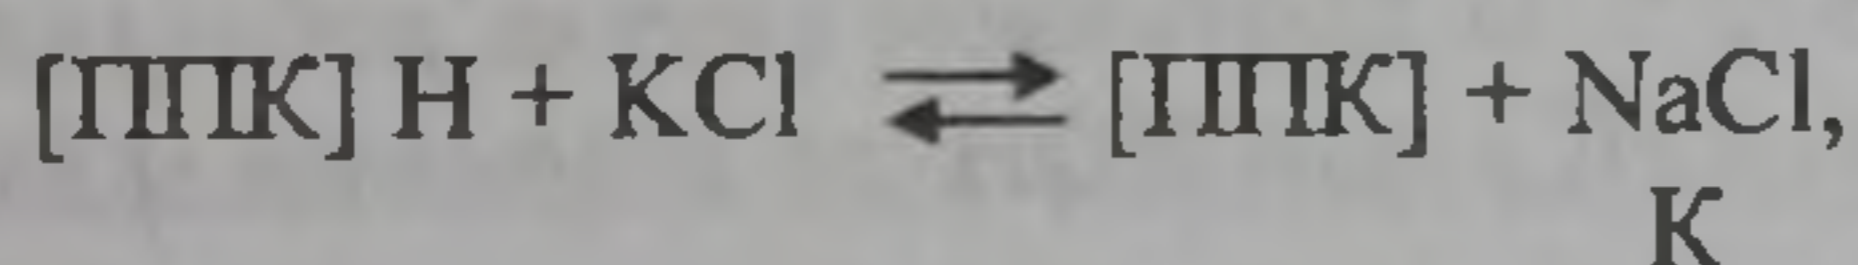 [ППК] H + KCl ⇄ [ППК] + NaCl,
К